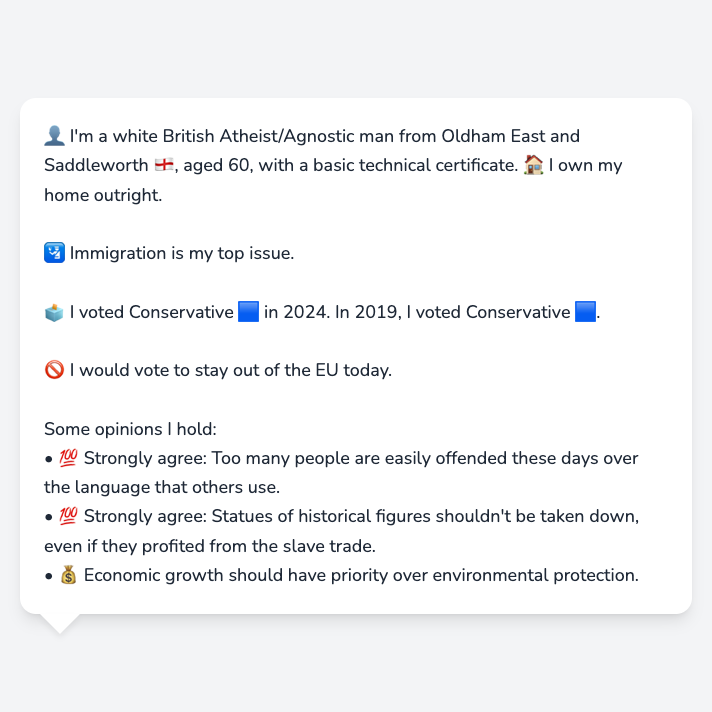 👤 I'm a white British Atheist/Agnostic man from Oldham East and
Saddleworth 🏴󠁧󠁢󠁥󠁮󠁧󠁿, aged 60, with a basic technical certificate. 🏠 I own my
home outright.
🛂 Immigration is my top issue.
🗳️ I voted Conservative 🟦 in 2024. In 2019, I voted Conservative 🟦.
🚫 I would vote to stay out of the EU today.
Some opinions I hold:
• 💯 Strongly agree: Too many people are easily offended these days over
the language that others use.
• 💯 Strongly agree: Statues of historical figures shouldn't be taken down,
even if they profited from the slave trade.
• 💰 Economic growth should have priority over environmental protection.